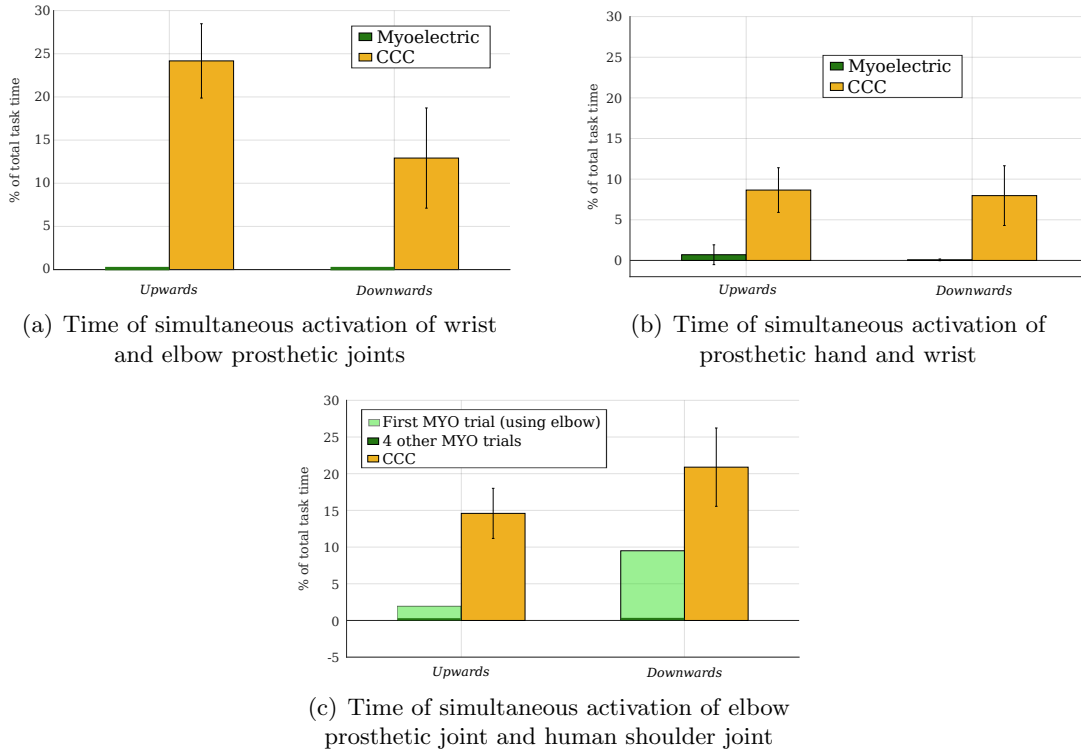 30
25
20
15
10
5
0
% of total task time
Myoelectric
CCC
Upwards
Downwards
(a) Time of simultaneous activation of wrist
and elbow prosthetic joints
30
25
20
15
10
5
0
% of total task time
Myoelectric
CCC
Upwards
Downwards
(b) Time of simultaneous activation of
prosthetic hand and wrist
30
25
20
15
10
5
0
-5
% of total task time
First MYO trial (using elbow)
4 other MYO trials
CCC
Upwards
Downwards
(c) Time of simultaneous activation of elbow
prosthetic joint and human shoulder joint